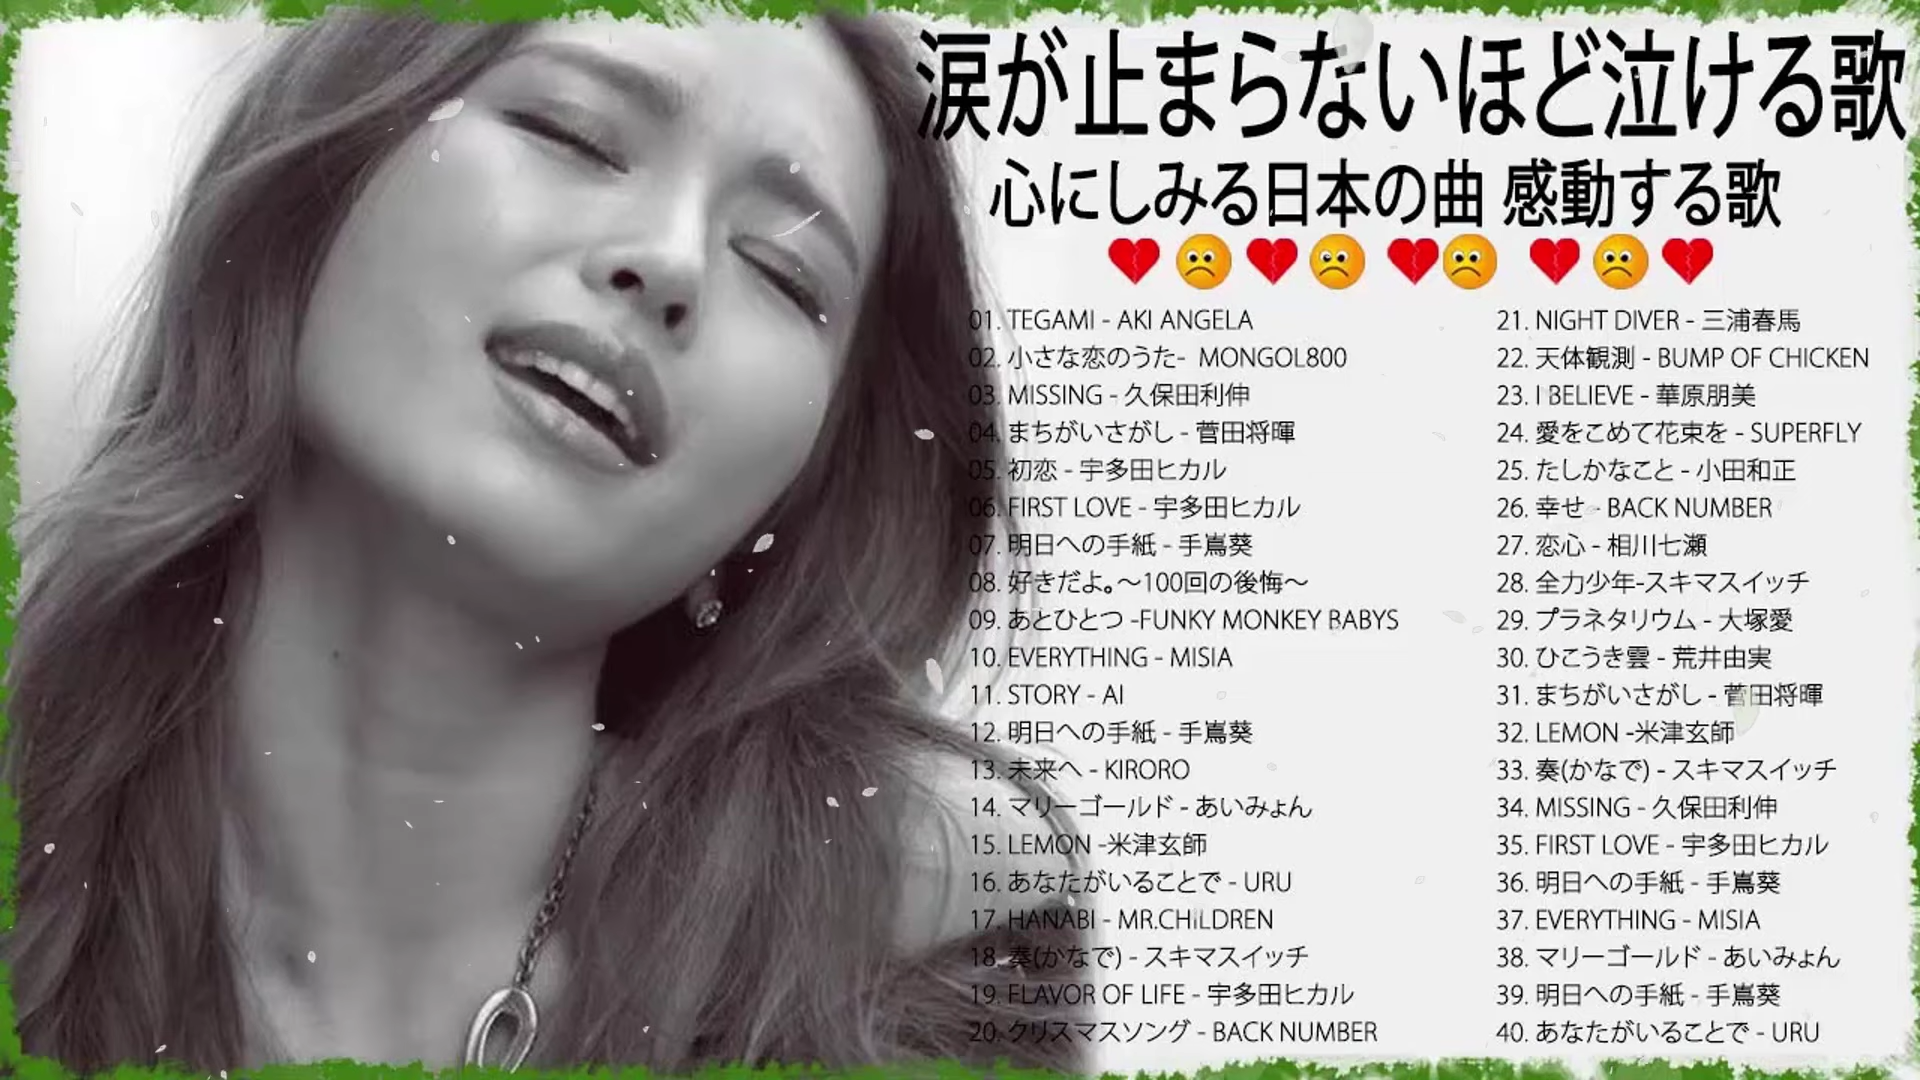 涙が止まらないほど泣ける歌
心にしみる日本の曲 感動する歌
01. TEGAMI - AKI ANGELA
02. 小さな恋のうた- MONGOL800
03. MISSING - 久保田利伸
04. まちがいさがし - 菅田将暉
05. 初恋 - 宇多田ヒカル
06. FIRST LOVE - 宇多田ヒカル
07. 明日への手紙 - 手嶌葵
08. 好きだよ。〜100回の後悔〜
09. あとひとつ -FUNKY MONKEY BABYS
10. EVERYTHING - MISIA
11. STORY - AI
12. 明日への手紙 - 手嶌葵
13. 未来へ - KIRORO
14. マリーゴールド - あいみょん
15. LEMON -米津玄師
16. あなたがいることで - URU
17. HANABI - MR.CHiLDREN
18. 奏(かなで) - スキマスイッチ
19. FLAVOR OF LIFE - 宇多田ヒカル
20. クリスマスソング - BACK NUMBER
21. NIGHT DIVER - 三浦春馬
22. 天体観測 - BUMP OF CHICKEN
23. I BELIEVE - 華原朋美
24. 愛をこめて花束を - SUPERFLY
25. たしかなこと - 小田和正
26. 幸せ - BACK NUMBER
27. 恋心 - 相川七瀬
28. 全力少年-スキマスイッチ
29. プラネタリウム - 大塚愛
30. ひこうき雲 - 荒井由実
31. まちがいさがし - 菅田将暉
32. LEMON -米津玄師
33. 奏(かなで) - スキマスイッチ
34. MISSING - 久保田利伸
35. FIRST LOVE - 宇多田ヒカル
36. 明日への手紙 - 手嶌葵
37. EVERYTHING - MISIA
38. マリーゴールド - あいみょん
39. 明日への手紙 - 手嶌葵
40. あなたがいることで - URU